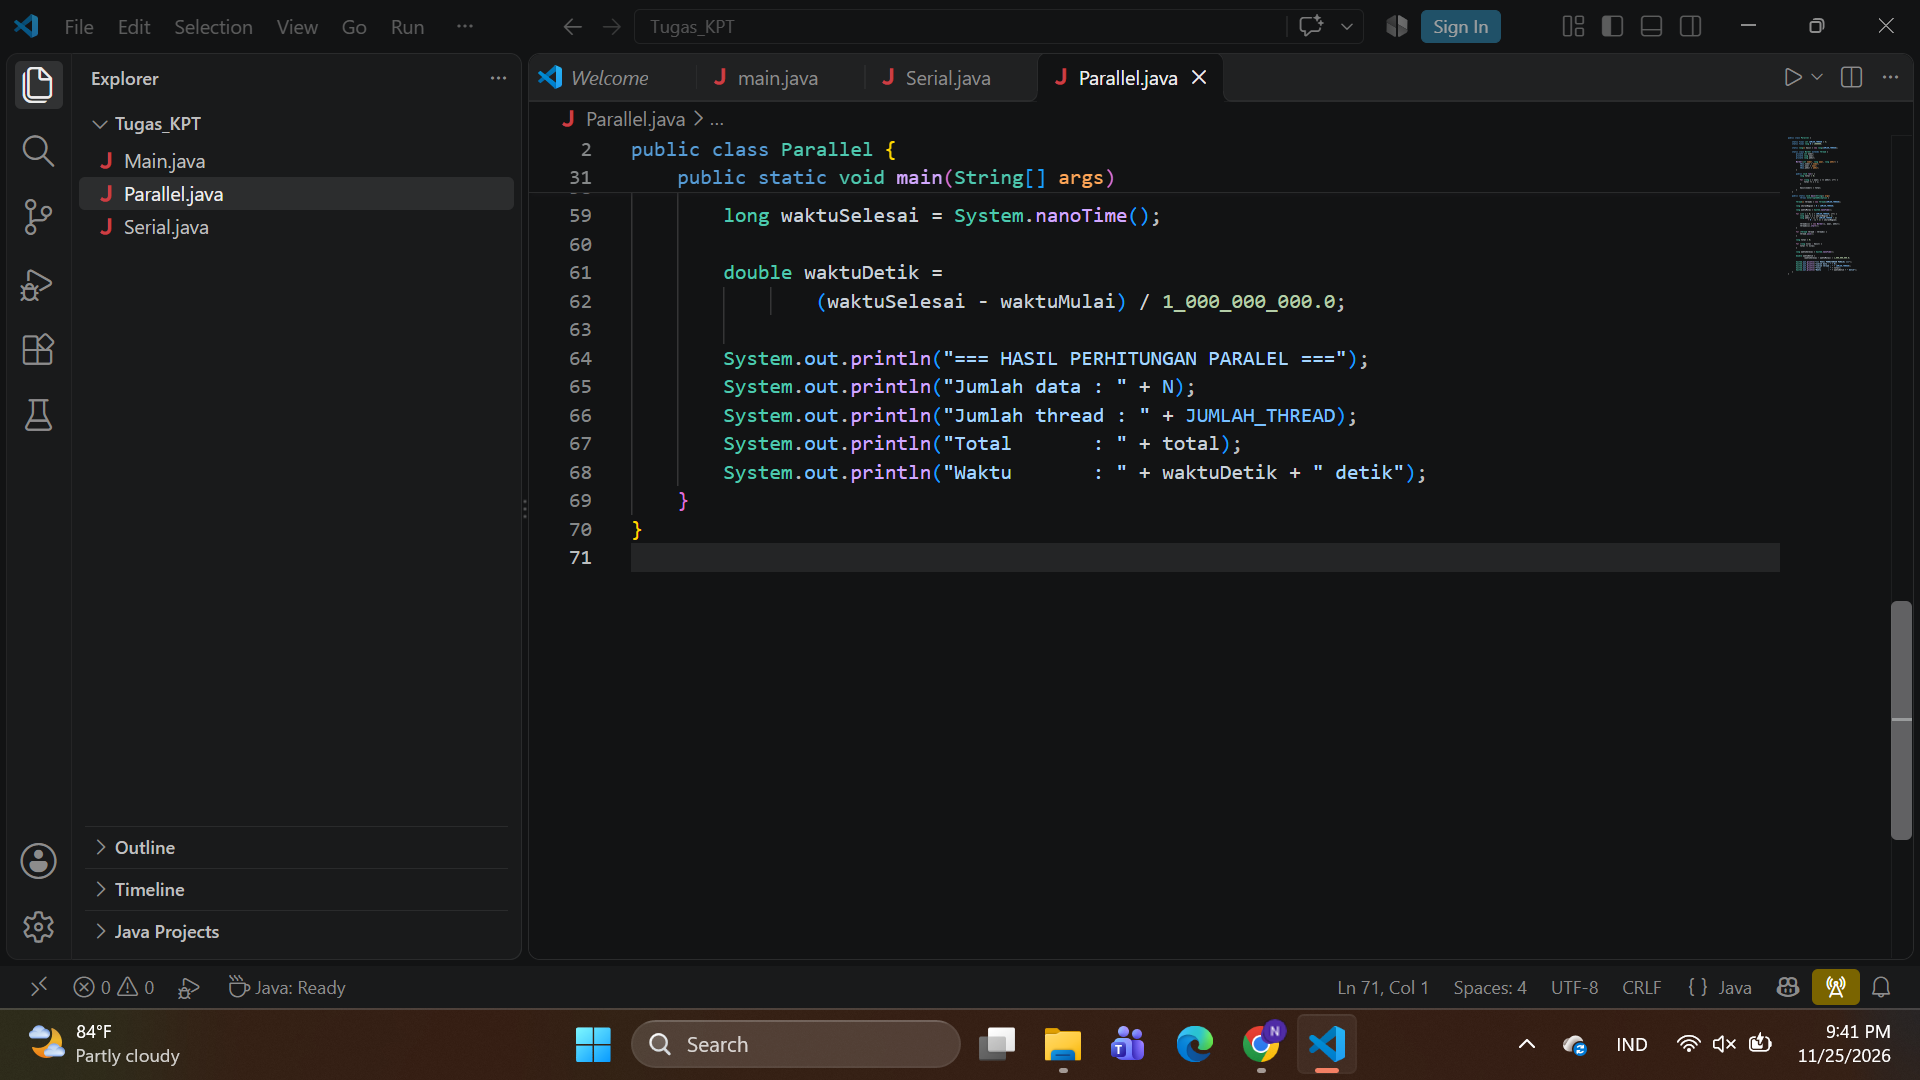 File Edit Selection View Go Run ···
Tugas_KPT
Sign In
Explorer
Tugas_KPT
Main.java
Parallel.java
Serial.java
Outline
Timeline
Java Projects
Welcome
main.java
Serial.java
Parallel.java
Parallel.java > ...
2 public class Parallel {
31 public static void main(String[] args)
59 long waktuSelesai = System.nanoTime();
60
61 double waktuDetik =
62 (waktuSelesai - waktuMulai) / 1_000_000_000.0;
63
64 System.out.println("=== HASIL PERHITUNGAN PARALEL ===");
65 System.out.println("Jumlah data : " + N);
66 System.out.println("Jumlah thread : " + JUMLAH_THREAD);
67 System.out.println("Total       : " + total);
68 System.out.println("Waktu       : " + waktuDetik + " detik");
69 }
70 }
71
0 0
Java: Ready
Ln 71, Col 1
Spaces: 4
UTF-8
CRLF
{ } Java
84°F
Partly cloudy
Search
T
N
IND
9:41 PM
11/25/2026